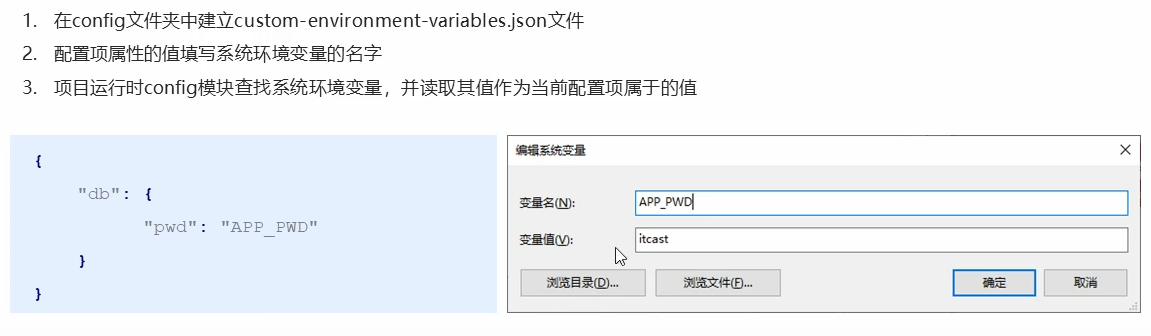 1. 在config文件夹中建立custom-environment-variables.json文件
2. 配置项属性的值填写系统环境变量的名字
3. 项目运行时config模块查找系统环境变量，并读取其值作为当前配置项属于的值
{
"db": {
"pwd": "APP_PWD"
}
}
编辑系统变量
变量名(N): APP_PWD
变量值(V): itcast
浏览目录(D)... 浏览文件(F)... 确定 取消